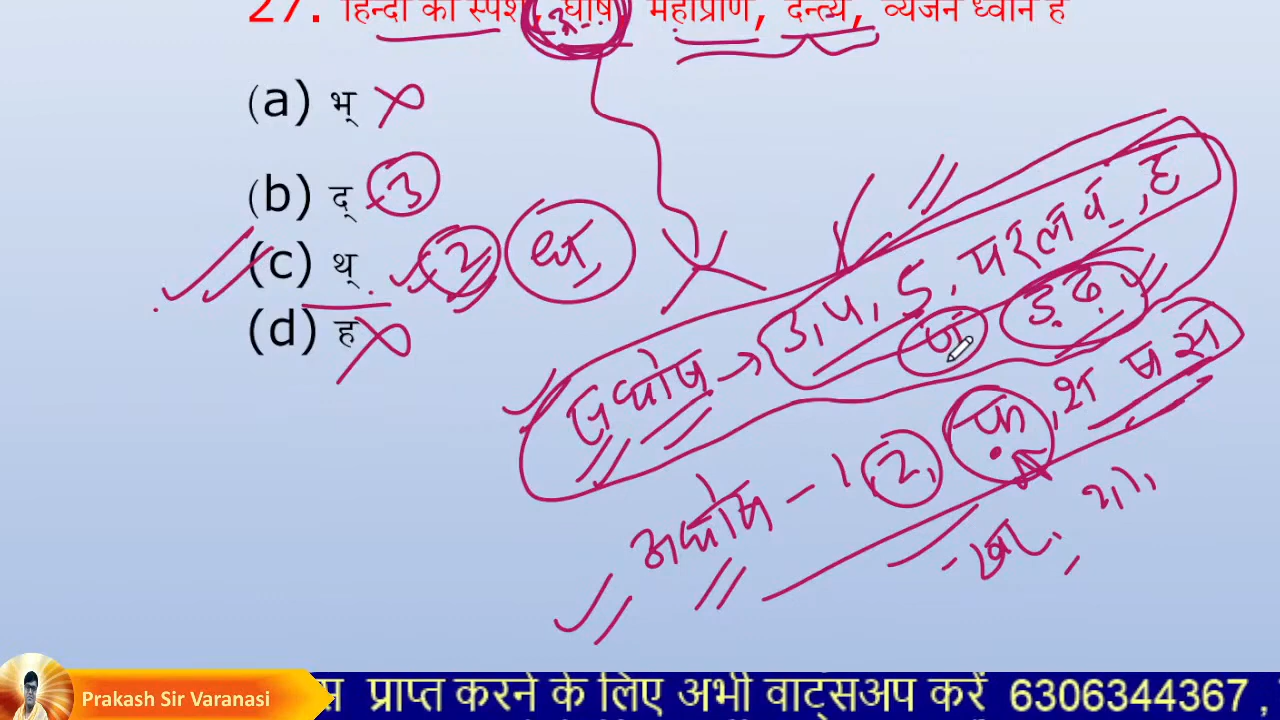 27. हिन्दी की स्पर्श, घोष महाप्राण, दन्त्य, व्यंजन ध्वनि है
(a) भ्
(b) द् 3
(c) थ् 2 थ,
(d) ह
सघोष → 3, 4, 5, यरलव, ह
ड़ ढ़
अघोष - 1, 2, फ़, श ष स
Prakash Sir Varanasi
प्राप्त करने के लिए अभी वाट्सअप करें 6306344367 ,